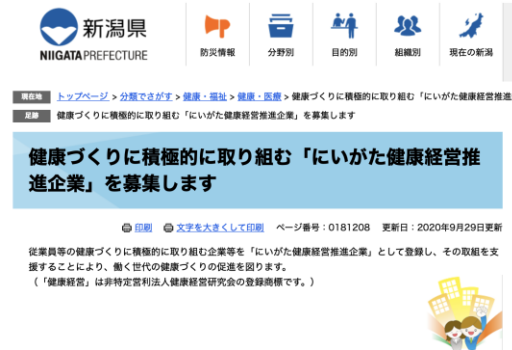 新潟県
NIIGATA PREFECTURE
防災情報
分野別
目的別
組織別
現在の新潟
現在地 トップページ > 分類でさがす > 健康・福祉 > 健康・医療 > 健康づくりに積極的に取り組む「にいがた健康経営推進
足跡 健康づくりに積極的に取り組む「にいがた健康経営推進企業」を募集します
健康づくりに積極的に取り組む「にいがた健康経営推
進企業」を募集します
印刷 文字を大きくして印刷 ページ番号：0181208 更新日：2020年9月29日更新
従業員等の健康づくりに積極的に取り組む企業等を「にいがた健康経営推進企業」として登録し、その取組を支
援することにより、働く世代の健康づくりの促進を図ります。
（「健康経営」は非特定営利法人健康経営研究会の登録商標です。）